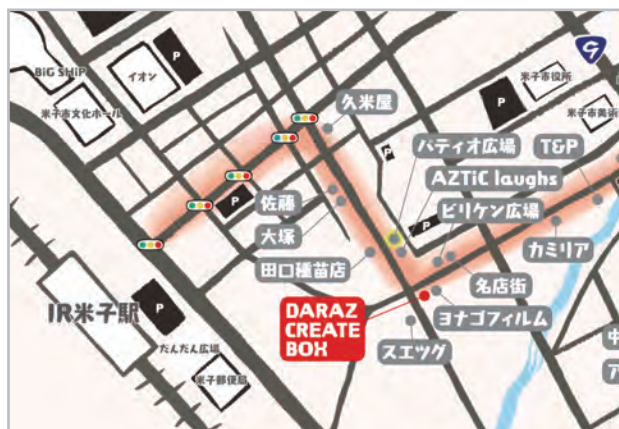 BiG SHiP
イオン
P
米子市文化ホール
久米屋
P
米子市役所
米子市美術
パティオ広場
T&P
P
AZTiC laughs
佐藤
P
ビリケン広場
大塚
P
カミリア
田口種苗店
名店街
JR米子駅
P
DARAZ
CREATE
BOX
ヨナゴフィルム
だんだん広場
スエツグ
中
米子郵便局
ア